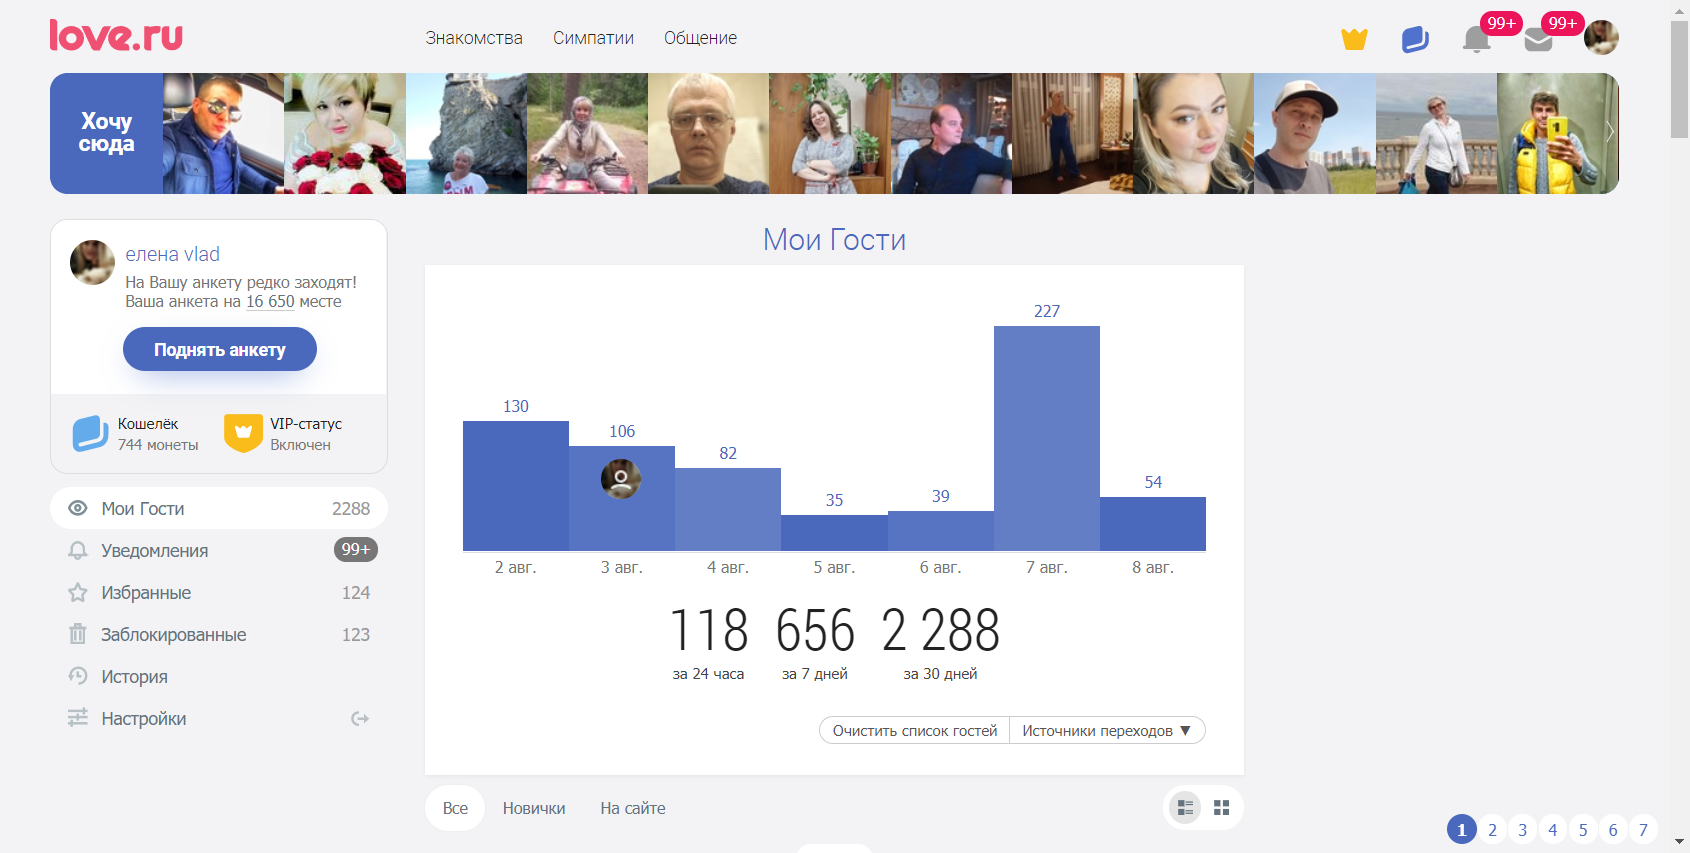 love.ru
Знакомства Симпатии Общение
99+ 99+
Хочу
сюда
елена vlad
На Вашу анкету редко заходят!
Ваша анкета на 16 650 месте
Поднять анкету
Кошелёк
744 монеты
VIP-статус
Включен
Мои Гости 2288
Уведомления 99+
Избранные 124
Заблокированные 123
История
Настройки
Мои Гости
130 106 82 35 39 227 54
2 авг. 3 авг. 4 авг. 5 авг. 6 авг. 7 авг. 8 авг.
118 656 2 288
за 24 часа за 7 дней за 30 дней
Очистить список гостей Источники переходов ▼
Все Новички На сайте
1 2 3 4 5 6 7